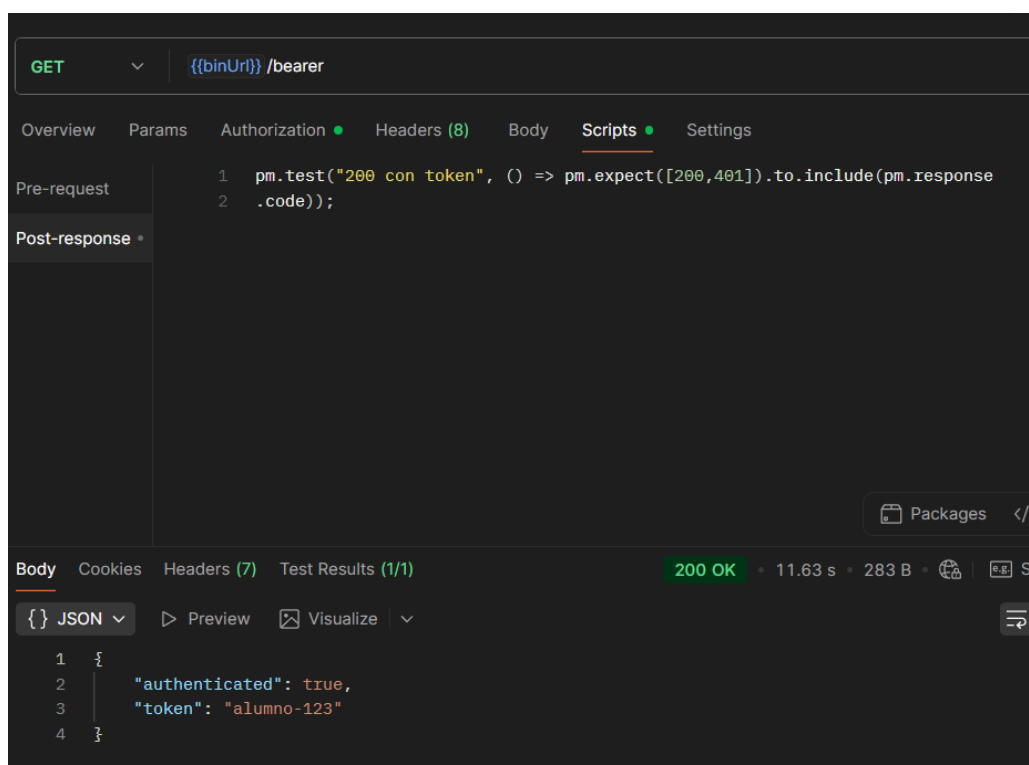 GET {{binUrl}} /bearer
Overview Params Authorization Headers (8) Body Scripts Settings
Pre-request
Post-response
1 pm.test("200 con token", () => pm.expect([200,401]).to.include(pm.response
2 .code));
Packages </
Body Cookies Headers (7) Test Results (1/1) 200 OK • 11.63 s • 283 B • e.g. S
{} JSON Preview Visualize
1 {
2 "authenticated": true,
3 "token": "alumno-123"
4 }